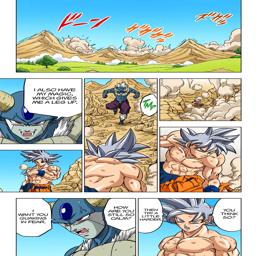 I ALSO HAVE
MY MAGIC,
WHICH GIVES
ME A LEG UP.
YOU
THINK
SO?
THEN
TRY A
LITTLE
HARDER.
HOW ARE
YOU
STILL SO
CALM?
I
WANT YOU
QUAKING
IN FEAR.